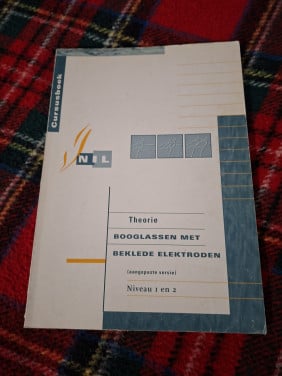 Cursusboek
NIL
Theorie
BOOGLASSEN MET
BEKLEDE ELEKTRODEN
(aangepaste versie)
Niveau 1 en 2